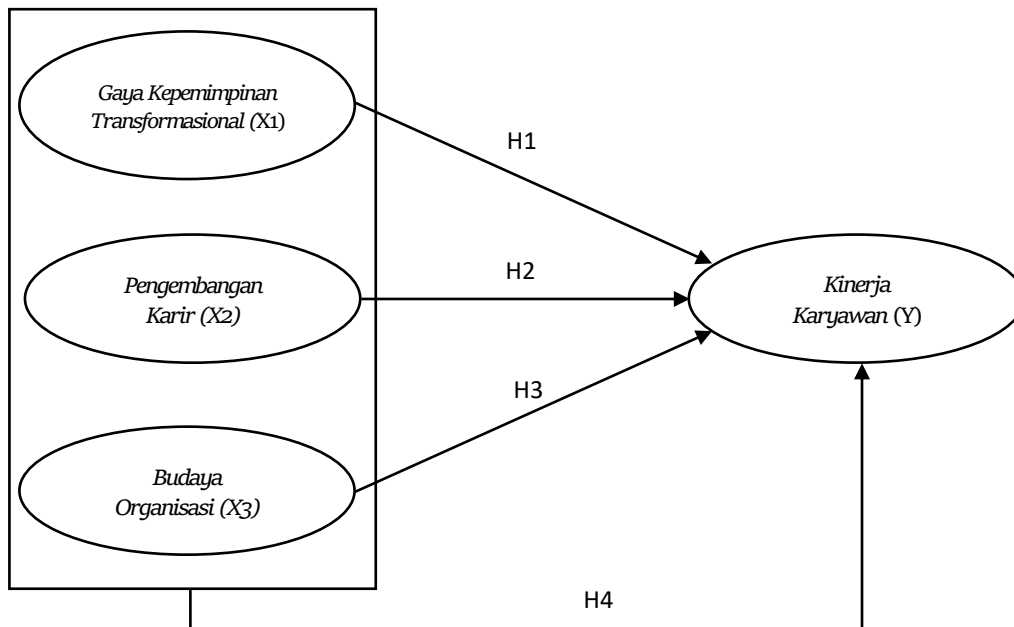 Gaya Kepemimpinan
Transformasional (X1)
H1
Pengembangan
Karir (X2)
H2
Kinerja
Karyawan (Y)
H3
Budaya
Organisasi (X3)
H4